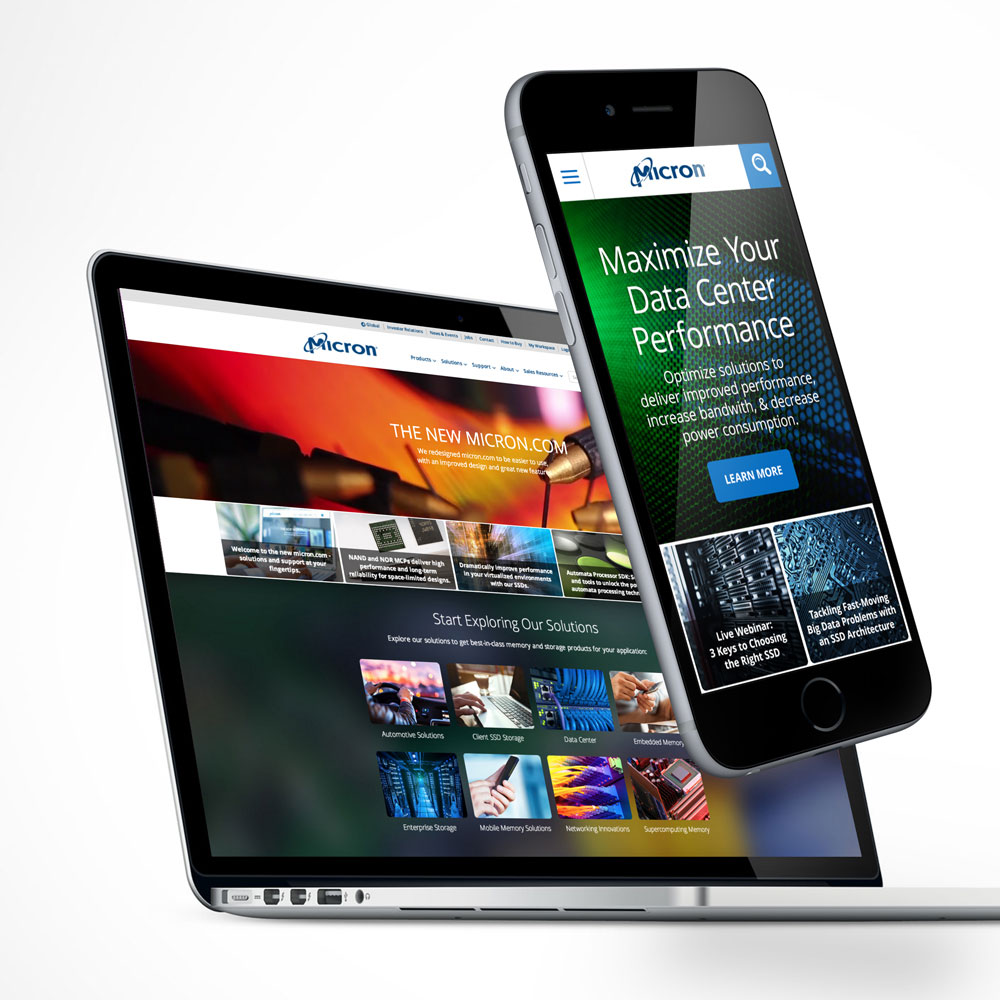 Global
Investor Relations
News & Events
Jobs
Contact
How to Buy
My Workspace
Micron
Products
Solutions
Support
About
Sales Resources
THE NEW MICRON.COM
We redesigned micron.com to be easier to use,
with an improved design and great new
Welcome to the new micron.com -
solutions and support at your
fingertips.
NAND and NOR MCPs deliver high
performance and long-term
reliability for space-limited designs.
Dramatically improve performance
in your virtualized environments
with our SSDs.
Automata Processor SDK:
and tools to unlock the
automata processing
Start Exploring Our Solutions
Explore our solutions to get best-in-class memory and storage products for your application:
Automotive Solutions
Client SSD Storage
Data Center
Embedded Memory
Enterprise Storage
Mobile Memory Solutions
Networking Innovations
Supercomputing Memory
Micron
Maximize Your
Data Center
Performance
Optimize solutions to
deliver improved performance,
increase bandwith, & decrease
power consumption.
LEARN MORE
Live Webinar:
3 Keys to Choosing
the Right SSD
Tackling Fast-Moving
Big Data Problems with
an SSD Architecture